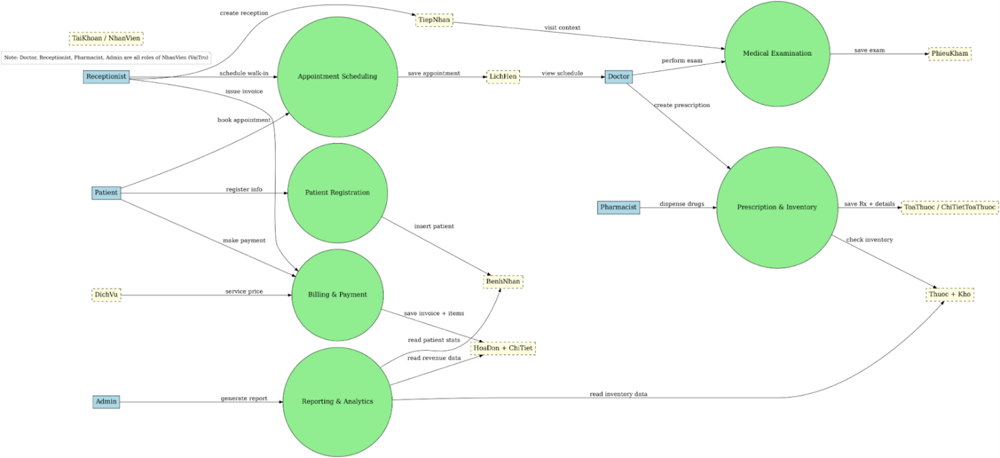 create reception
TiepNhan
visit context
Medical Examination
save exam
PhieuKham
TaiKhoan / NhanVien
Note: Doctor, Receptionist, Pharmacist, Admin are all roles of NhanVien (VaiTro)
Receptionist
schedule walk-in
Appointment Scheduling
save appointment
LichHen
view schedule
Doctor
perform exam
issue invoice
create prescription
book appointment
Patient
register info
Patient Registration
insert patient
Pharmacist
dispense drugs
Prescription & Inventory
save Rx + details
ToaThuoc / ChiTietToaThuoc
check inventory
make payment
BenhNhan
DichVu
service price
Billing & Payment
Thuoc + Kho
save invoice + items
read patient stats
HoaDon + ChiTiet
read revenue data
Admin
generate report
Reporting & Analytics
read inventory data